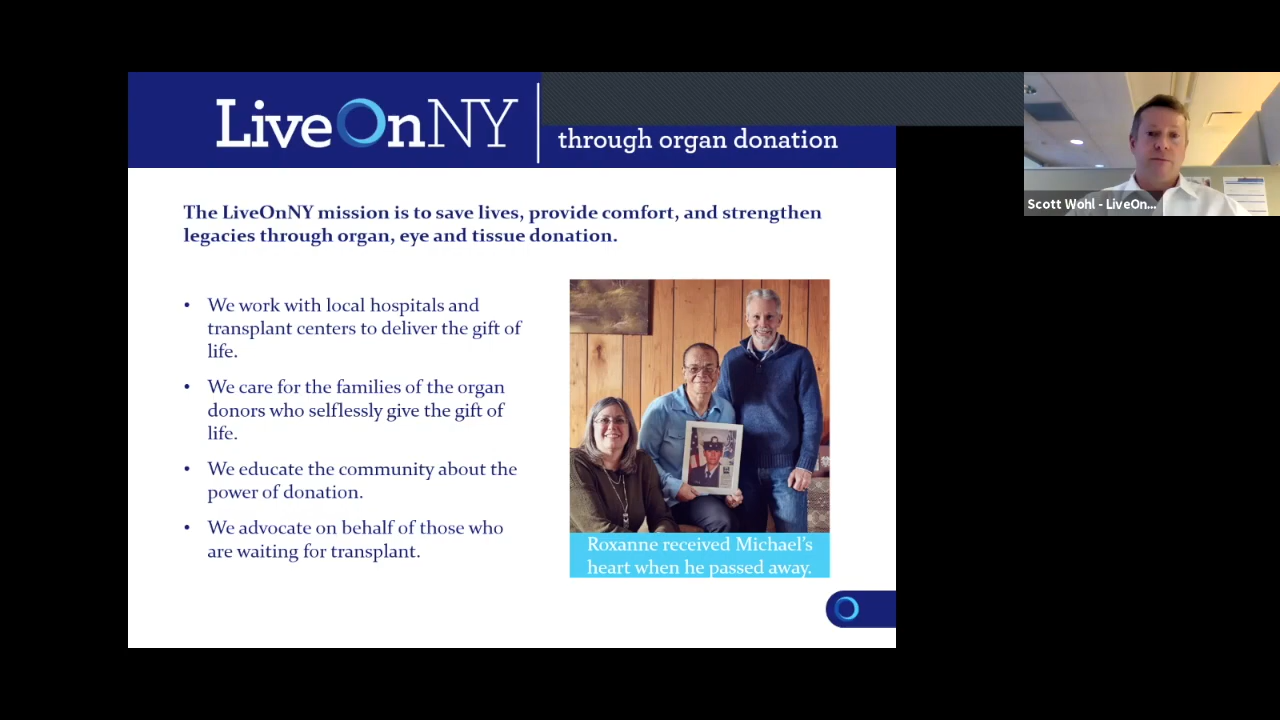 LiveOnNY
through organ donation
Scott Wohl - LiveOn...
The LiveOnNY mission is to save lives, provide comfort, and strengthen
legacies through organ, eye and tissue donation.
• We work with local hospitals and
transplant centers to deliver the gift of
life.
• We care for the families of the organ
donors who selflessly give the gift of
life.
• We educate the community about the
power of donation.
• We advocate on behalf of those who
are waiting for transplant.
Roxanne received Michael's
heart when he passed away.